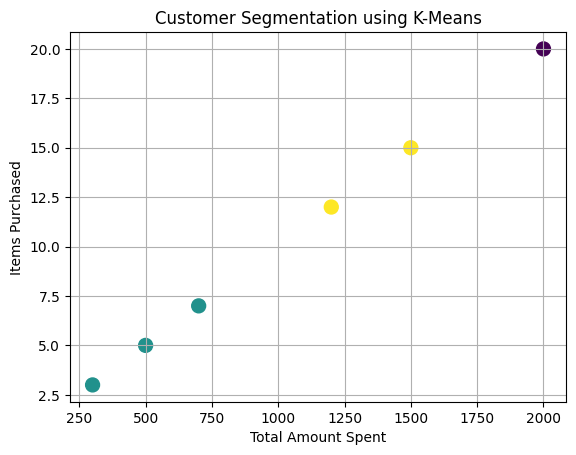 Customer Segmentation using K-Means
20.0
17.5
15.0
12.5
10.0
7.5
5.0
2.5
Items Purchased
250 500 750 1000 1250 1500 1750 2000
Total Amount Spent